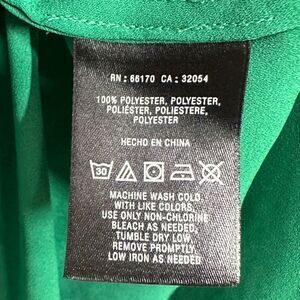 RN : 66170 CA : 32054
100% POLYESTER, POLYESTER,
POLIÉSTER, POLIESTERE,
POLYESTER
HECHO EN CHINA
30
MACHINE WASH COLD
WITH LIKE COLORS,
USE ONLY NON-CHLORINE
BLEACH AS NEEDED,
TUMBLE DRY LOW,
REMOVE PROMPTLY,
LOW IRON AS NEEDED